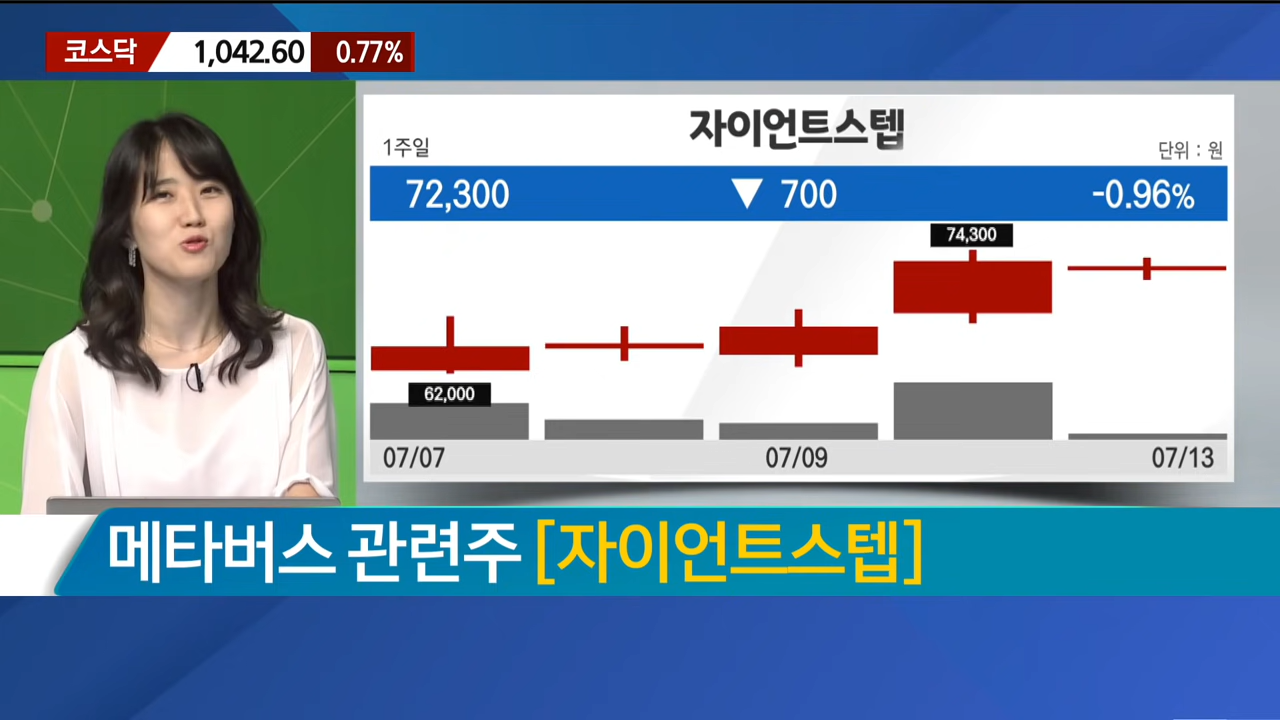 코스닥 1,042.60 0.77%
자이언트스텝
1주일 단위 : 원
72,300 ▼ 700 -0.96%
74,300
62,000
07/07 07/09 07/13
메타버스 관련주 [자이언트스텝]